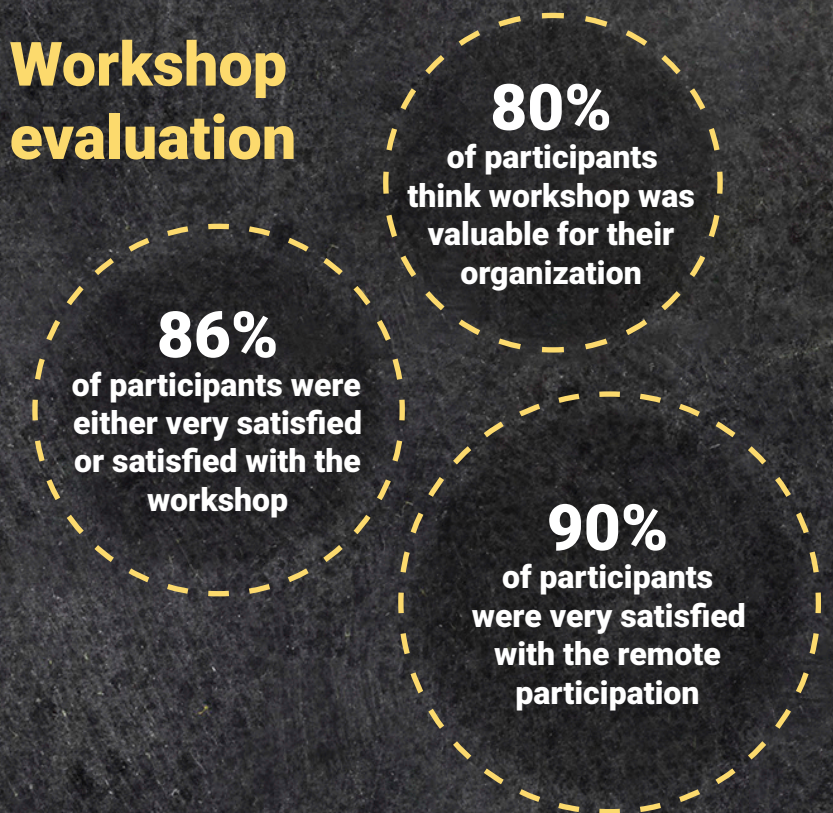 Workshop
evaluation
80%
of participants
think workshop was
valuable for their
organization
86%
of participants were
either very satisfied
or satisfied with the
workshop
90%
of participants
were very satisfied
with the remote
participation